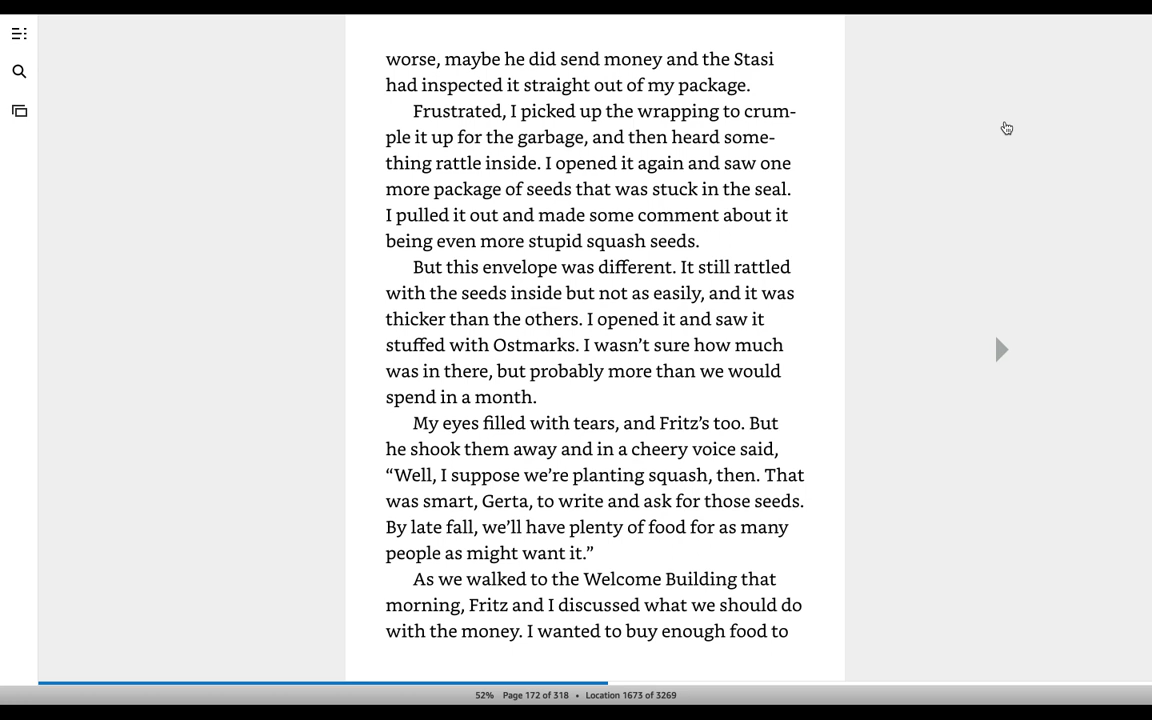 worse, maybe he did send money and the Stasi
had inspected it straight out of my package.
Frustrated, I picked up the wrapping to crum-
ple it up for the garbage, and then heard some-
thing rattle inside. I opened it again and saw one
more package of seeds that was stuck in the seal.
I pulled it out and made some comment about it
being even more stupid squash seeds.
But this envelope was different. It still rattled
with the seeds inside but not as easily, and it was
thicker than the others. I opened it and saw it
stuffed with Ostmarks. I wasn’t sure how much
was in there, but probably more than we would
spend in a month.
My eyes filled with tears, and Fritz’s too. But
he shook them away and in a cheery voice said,
“Well, I suppose we’re planting squash, then. That
was smart, Gerta, to write and ask for those seeds.
By late fall, we’ll have plenty of food for as many
people as might want it.”
As we walked to the Welcome Building that
morning, Fritz and I discussed what we should do
with the money. I wanted to buy enough food to
52% Page 172 of 318 • Location 1673 of 3269